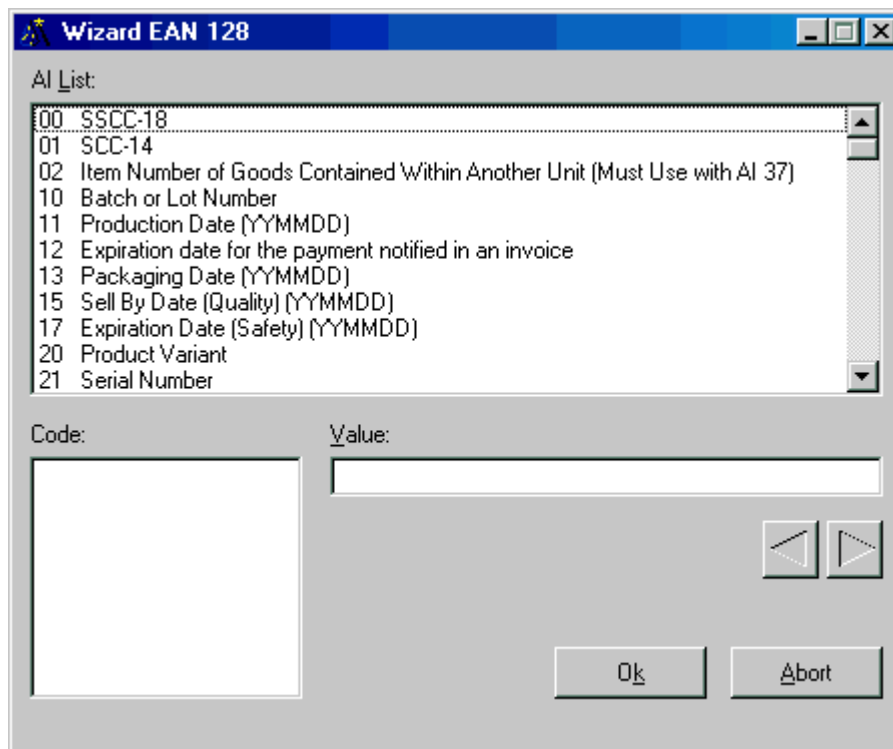 Wizard EAN 128
AI List:
00 SSCC-18
01 SCC-14
02 Item Number of Goods Contained Within Another Unit (Must Use with AI 37)
10 Batch or Lot Number
11 Production Date (YYMMDD)
12 Expiration date for the payment notified in an invoice
13 Packaging Date (YYMMDD)
15 Sell By Date (Quality) (YYMMDD)
17 Expiration Date (Safety) (YYMMDD)
20 Product Variant
21 Serial Number
Code: Value:
Ok Abort